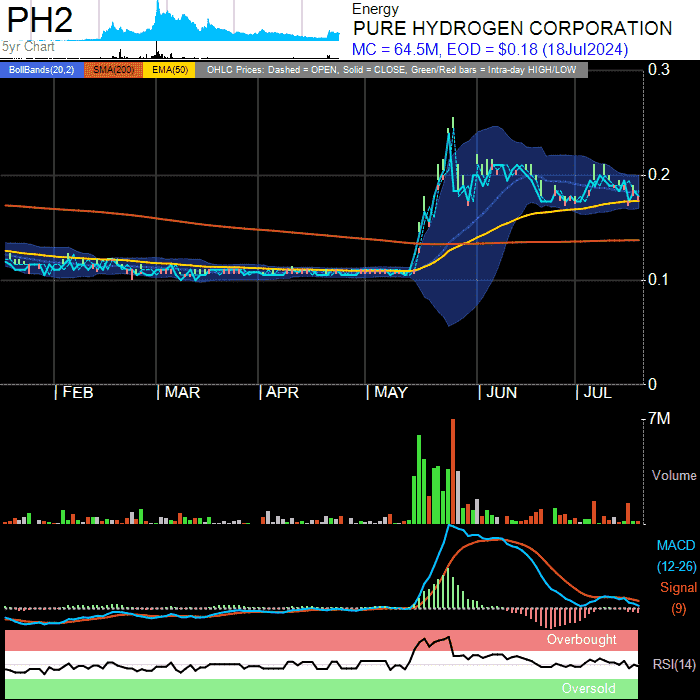 PH2
5yr Chart
Energy
PURE HYDROGEN CORPORATION
MC = 64.5M, EOD = $0.18 (18Jul2024)
BollBands(20,2) SMA(200) EMA(50) OHLC Prices: Dashed = OPEN, Solid = CLOSE, Green/Red bars = Intra-day HIGH/LOW
0.3
0.2
0.1
0
| FEB | MAR | APR | MAY | JUN | JUL
7M
Volume
MACD
(12-26)
Signal
(9)
Overbought
RSI(14)
Oversold